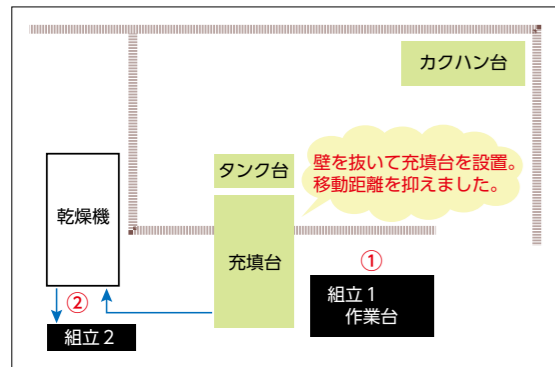 カクハン台
壁を抜いて充填台を設置。
移動距離を抑えました。
タンク台
乾燥機
充填台
①
組立1
作業台
②
組立2